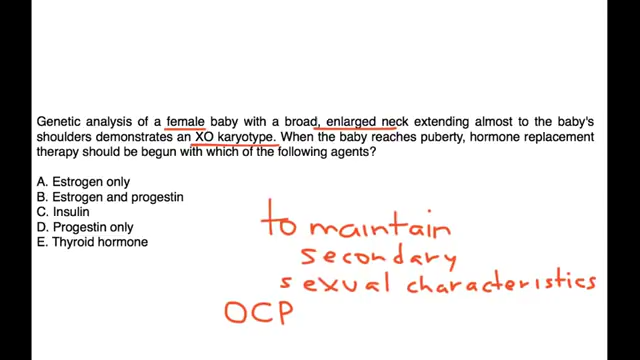 Genetic analysis of a female baby with a broad, enlarged neck extending almost to the baby's
shoulders demonstrates an XO karyotype. When the baby reaches puberty, hormone replacement
therapy should be begun with which of the following agents?
A. Estrogen only
B. Estrogen and progestin
C. Insulin
D. Progestin only
E. Thyroid hormone
to maintain
secondary
sexual characteristics
OCP